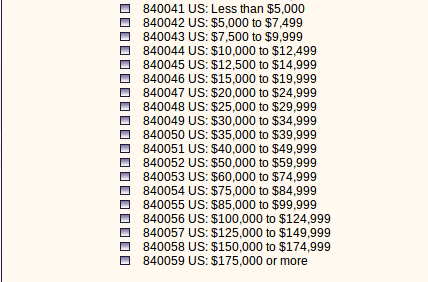 840041 US: Less than $5,000
840042 US: $5,000 to $7,499
840043 US: $7,500 to $9,999
840044 US: $10,000 to $12,499
840045 US: $12,500 to $14,999
840046 US: $15,000 to $19,999
840047 US: $20,000 to $24,999
840048 US: $25,000 to $29,999
840049 US: $30,000 to $34,999
840050 US: $35,000 to $39,999
840051 US: $40,000 to $49,999
840052 US: $50,000 to $59,999
840053 US: $60,000 to $74,999
840054 US: $75,000 to $84,999
840055 US: $85,000 to $99,999
840056 US: $100,000 to $124,999
840057 US: $125,000 to $149,999
840058 US: $150,000 to $174,999
840059 US: $175,000 or more